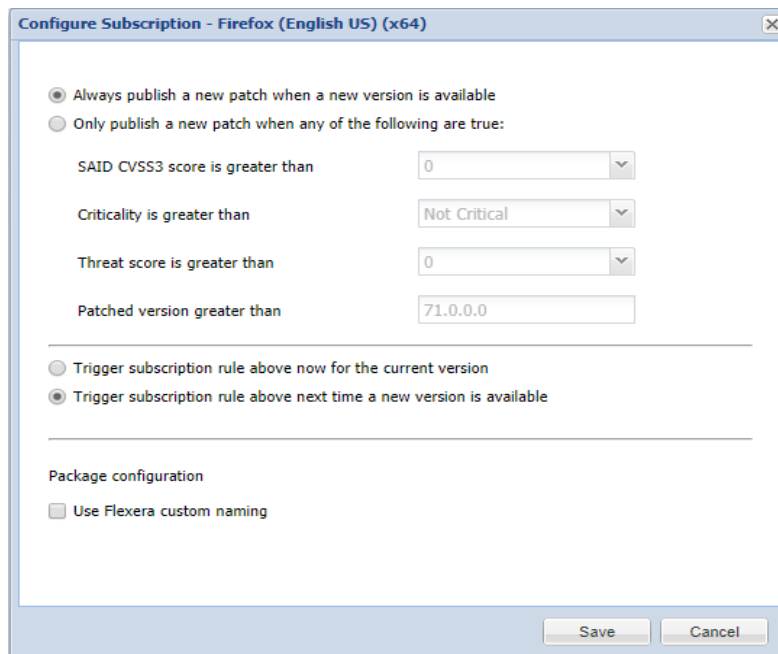 Configure Subscription - Firefox (English US) (x64)
Always publish a new patch when a new version is available
Only publish a new patch when any of the following are true:
SAID CVSS3 score is greater than 0
Criticality is greater than Not Critical
Threat score is greater than 0
Patched version greater than 71.0.0.0
Trigger subscription rule above now for the current version
Trigger subscription rule above next time a new version is available
Package configuration
Use Flexera custom naming
Save Cancel